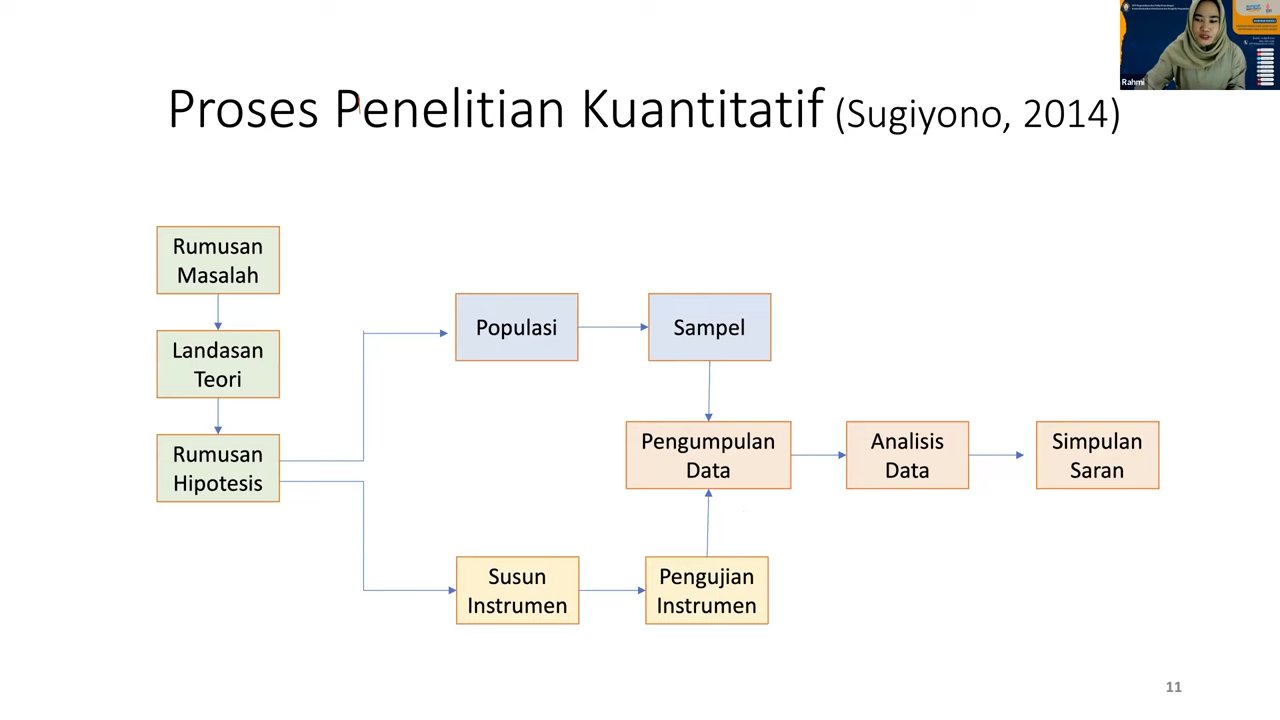 Proses Penelitian Kuantitatif (Sugiyono, 2014)
Rahmi
Rumusan
Masalah
Landasan
Teori
Rumusan
Hipotesis
Populasi
Sampel
Pengumpulan
Data
Analisis
Data
Simpulan
Saran
Susun
Instrumen
Pengujian
Instrumen
11